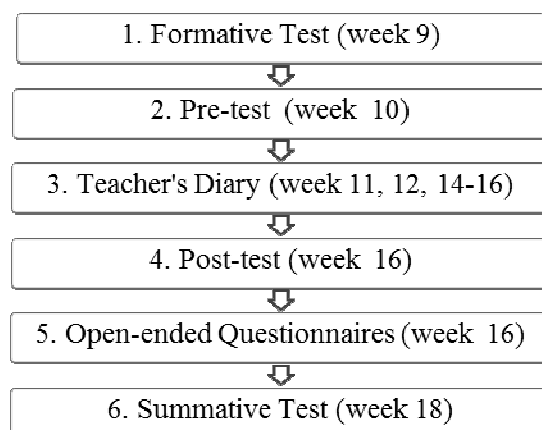 1. Formative Test (week 9)
2. Pre-test (week 10)
3. Teacher's Diary (week 11, 12, 14-16)
4. Post-test (week 16)
5. Open-ended Questionnaires (week 16)
6. Summative Test (week 18)